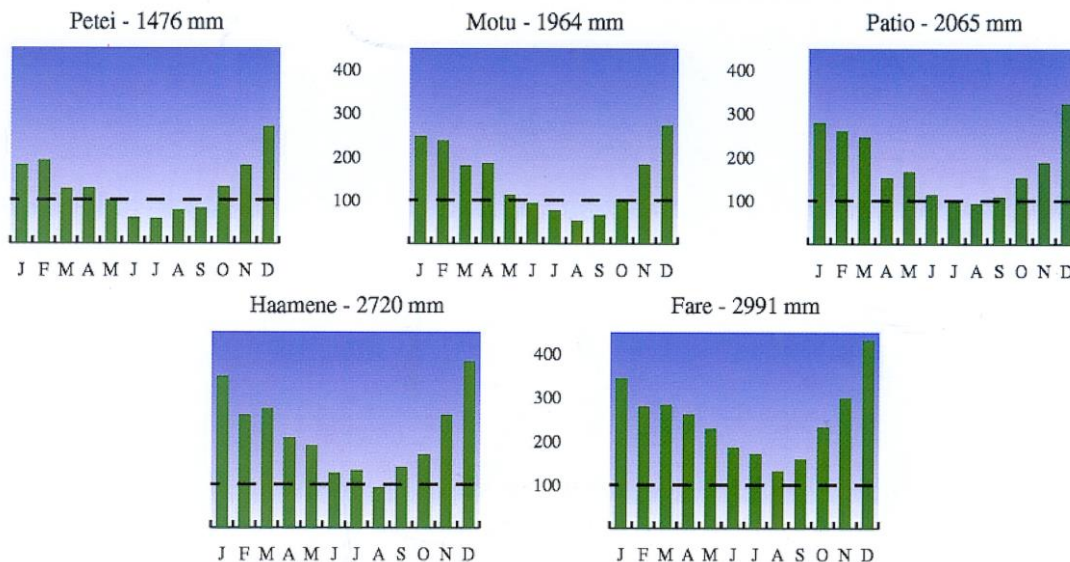 Petei - 1476 mm
Motu - 1964 mm
Patio - 2065 mm
400
300
200
100
400
300
200
100
J F M A M J J A S O N D
J F M A M J J A S O N D
J F M A M J J A S O N D
Haamene - 2720 mm
Fare - 2991 mm
400
300
200
100
J F M A M J J A S O N D
J F M A M J J A S O N D